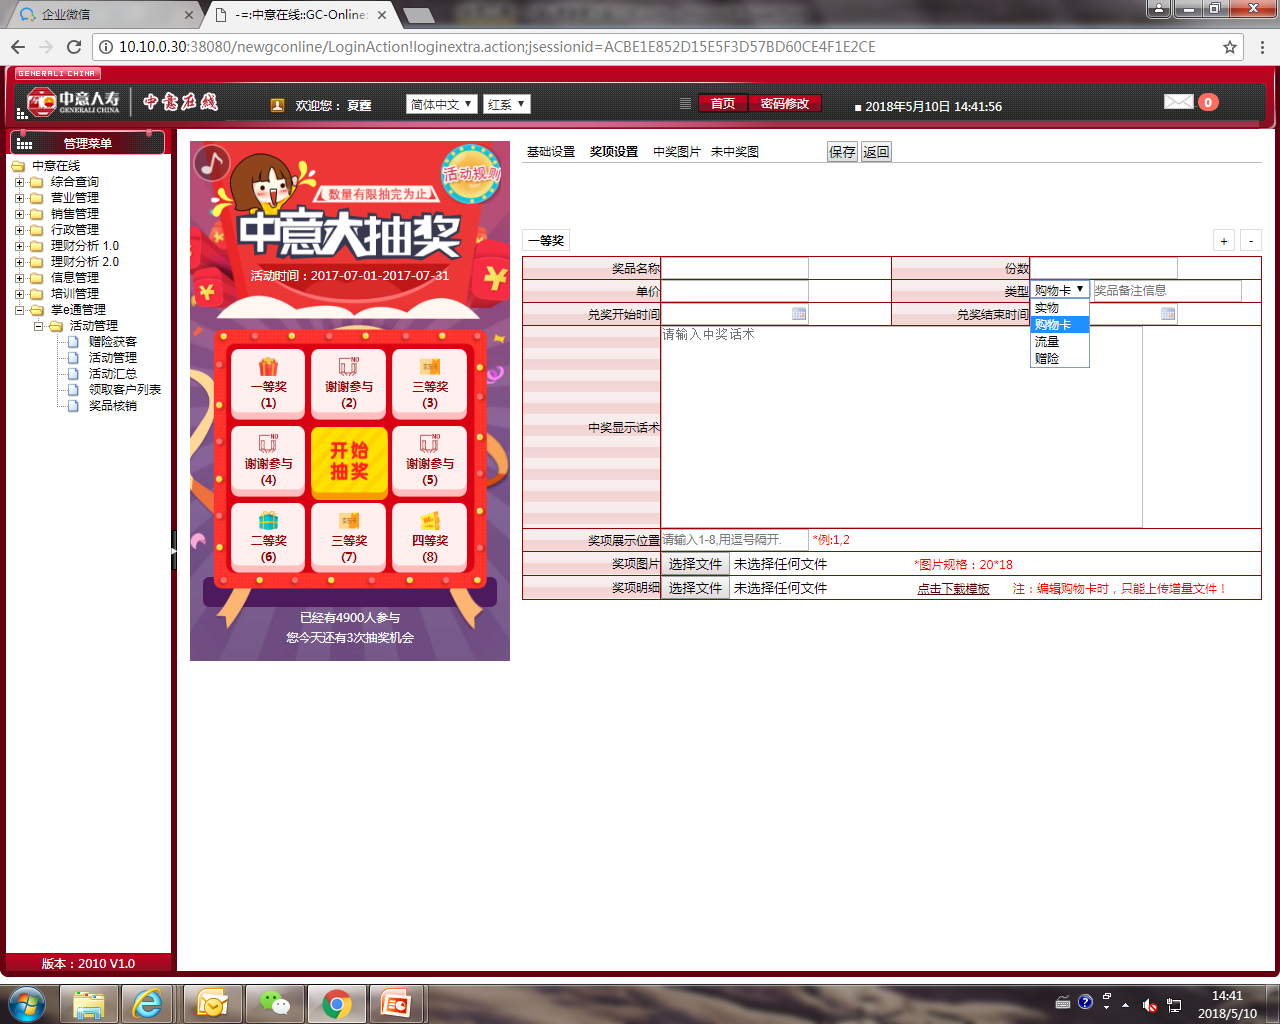 企业微信
-=:中意在线::GC-Online:
10.10.0.30:38080/newgconline/LoginAction!loginextra.action;jsessionid=ACBE1E852D15E5F3D57BD60CE4F1E2CE
GENERALI CHINA
中意人寿
GENERALI CHINA
中意在线
欢迎您： 夏鑫
简体中文
红系
首页
密码修改
2018年5月10日 14:41:56
0
管理菜单
中意在线
综合查询
营业管理
销售管理
行政管理
理财分析 1.0
理财分析 2.0
信息管理
培训管理
掌e通管理
活动管理
赠险获客
活动管理
活动汇总
领取客户列表
奖品核销
版本：2010 V1.0
活动规则
数量有限抽完为止
中意大抽奖
活动时间：2017-07-01-2017-07-31
一等奖
(1)
谢谢参与
(2)
三等奖
(3)
谢谢参与
(4)
开始
抽奖
谢谢参与
(5)
二等奖
(6)
三等奖
(7)
四等奖
(8)
已经有4900人参与
您今天还有3次抽奖机会
基础设置 奖项设置 中奖图片 未中奖图 保存 返回
一等奖 + -
奖品名称 份数
单价 类型 购物卡 奖品备注信息
实物
购物卡
流量
赠险
兑奖开始时间 兑奖结束时间
中奖显示话术 请输入中奖话术
奖项展示位置 请输入1-8,用逗号隔开. *例:1,2
奖项图片 选择文件 未选择任何文件 *图片规格：20*18
奖项明细 选择文件 未选择任何文件 点击下载模板 注：编辑购物卡时，只能上传增量文件！
14:41
2018/5/10